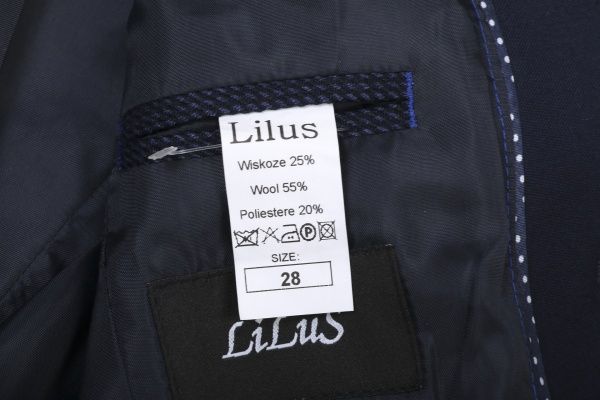 Lilus
Wiskoze 25%
Wool 55%
Poliestere 20%
P
SIZE:
28
LiLuS